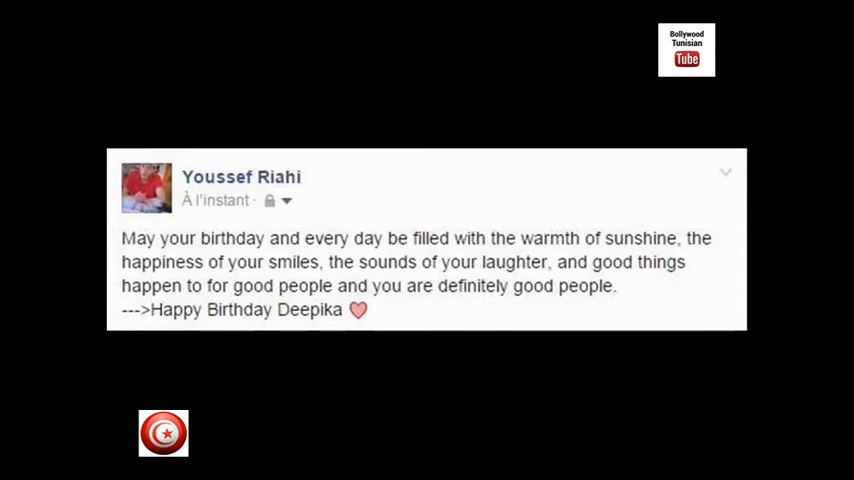 Bollywood
Tunisian
Tube
Youssef Riahi
À l'instant ·
May your birthday and every day be filled with the warmth of sunshine, the
happiness of your smiles, the sounds of your laughter, and good things
happen to for good people and you are definitely good people.
--->Happy Birthday Deepika